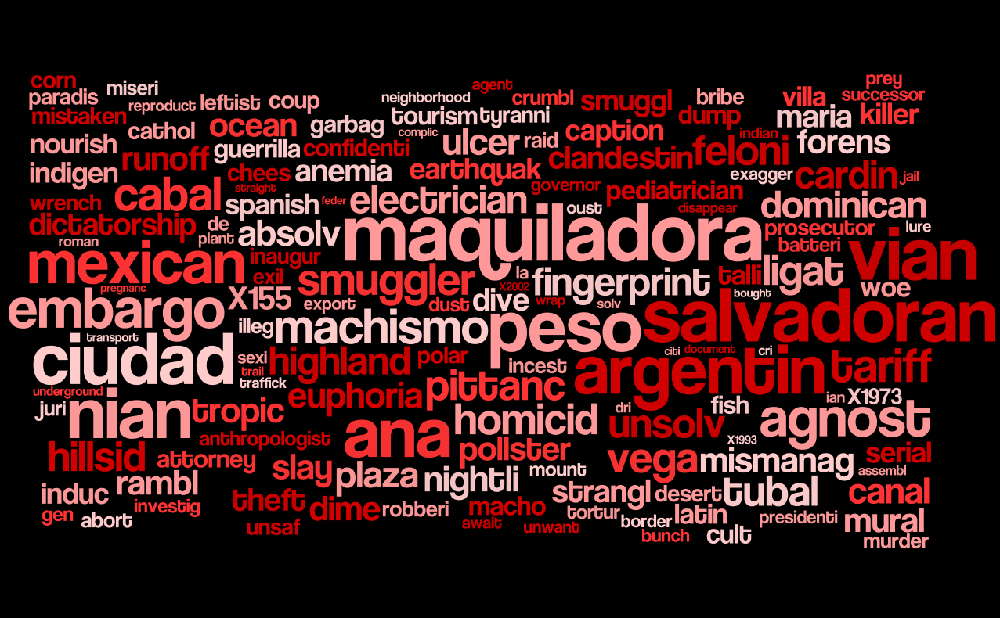 corn
miseri
agent
prey
paradis
reproduct
leftist
coup
neighborhood
crumbl
smuggl
bribe
villa
successor
mistaken
cathol
ocean
garbag
tourism
tyranni
complic
caption
dump
maria
killer
indian
nourish
runoff
guerrilla
confidenti
ulcer
raid
clandestin
feloni
forens
indigen
chees
anemia
earthquak
exagger
cardin
jail
straight
governor
wrench
cabal
spanish
feder
electrician
oust
pediatrician
disappear
dominican
dictatorship
de
plant
absolv
maquiladora
prosecutor
lure
roman
batteri
mexican
inaugur
vian
exil
smuggler
la
fingerprint
talli
ligat
woe
pregnanc
X155
X2002
embargo
export
dust
dive
wrap
solv
bought
illeg
machismo
peso
salvadoran
transport
ciudad
sexi
highland
polar
citi
document
cri
trail
traffick
incest
argentin
tariff
underground
euphoria
pittanc
juri
nian
tropic
ana
homicid
dri
fish
ian
X1973
unsolv
agnost
anthropologist
X1993
hillsid
attorney
pollster
vega
mismanag
serial
slay
plaza
nightli
mount
assembl
induc
rambl
strangl
desert
tubal
canal
gen
investig
theft
dime
robberi
macho
tortur
abort
unsaf
await
unwant
border
latin
presidenti
mural
bunch
cult
murder